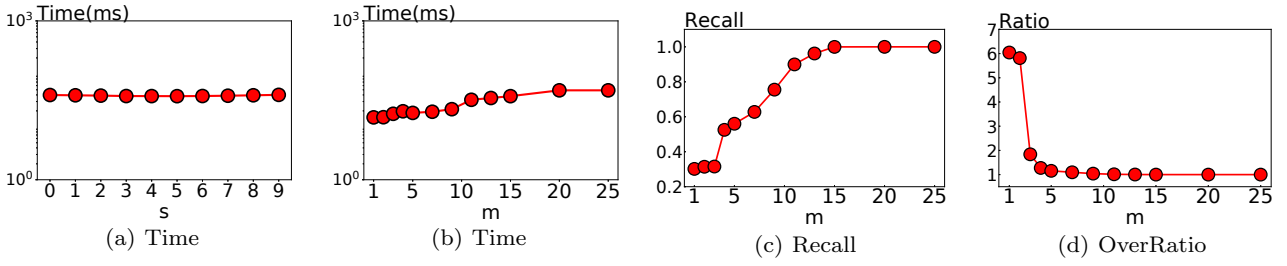 Time(ms)
10³
10⁰
0 1 2 3 4 5 6 7 8 9
s
(a) Time
Time(ms)
10³
10⁰
1 5 10 15 20 25
m
(b) Time
Recall
1.0
0.8
0.6
0.4
0.2
1 5 10 15 20 25
m
(c) Recall
Ratio
7
6
5
4
3
2
1
1 5 10 15 20 25
m
(d) OverRatio